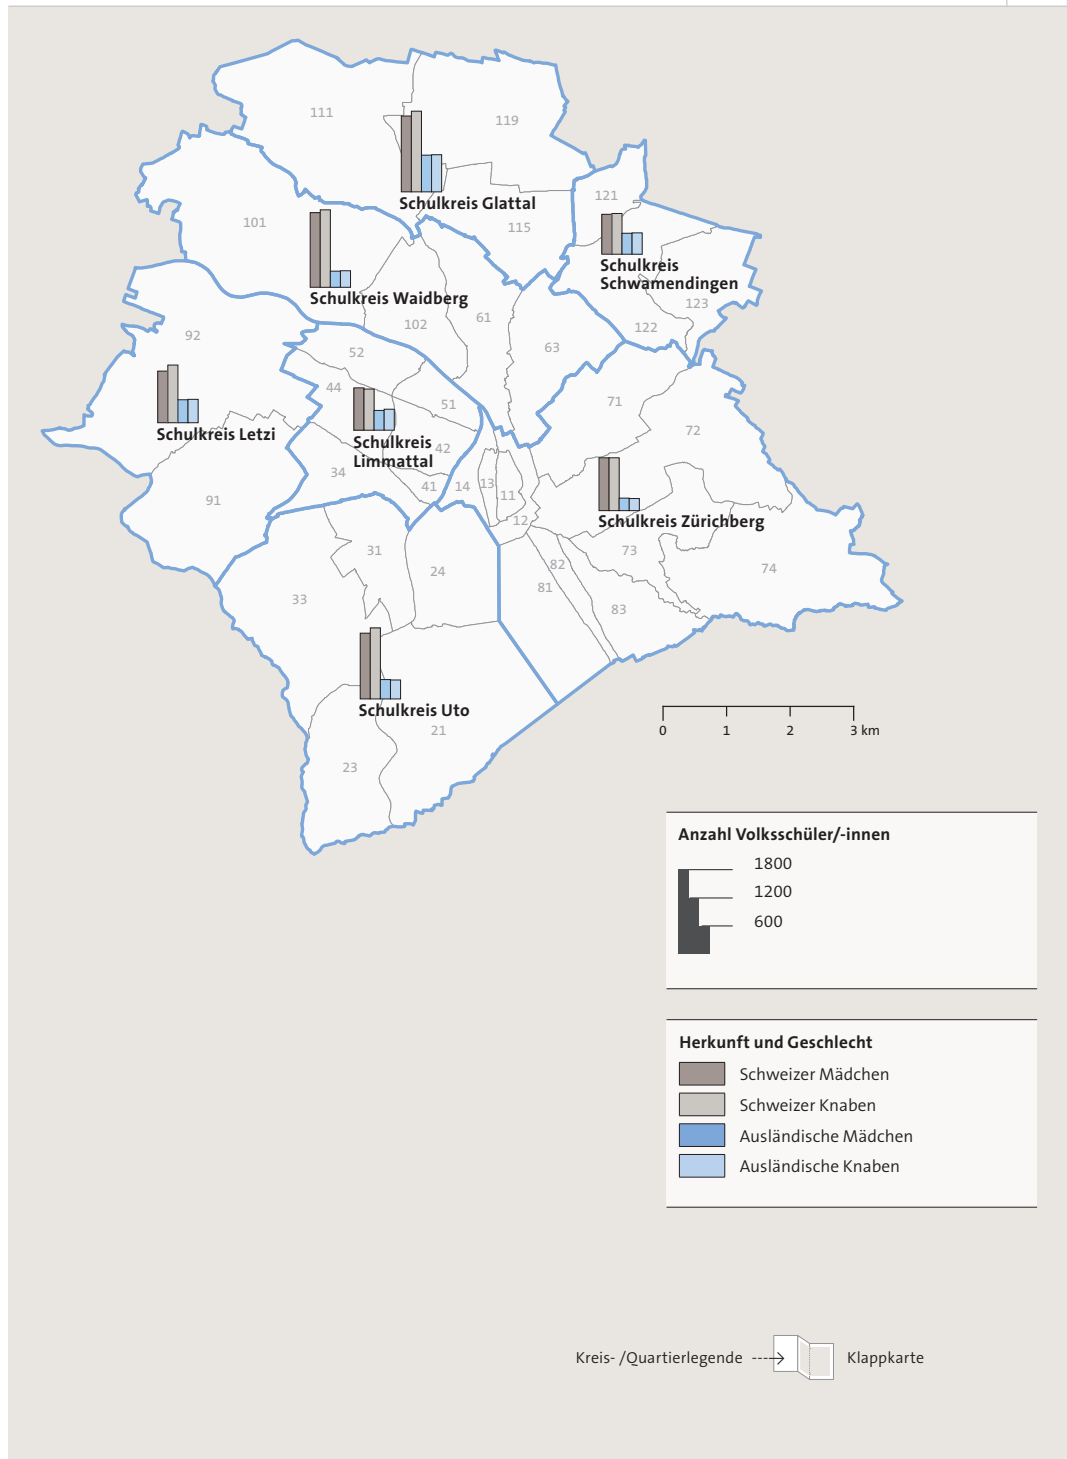 111
119
Schulkreis Glattal
121
101
115
Schulkreis
Schwamendingen
Schulkreis Waidberg
123
92
102
61
122
52
63
44
51
71
72
Schulkreis Letzi
Schulkreis
Limmattal
42
34
41
14
13
11
91
12
Schulkreis Zürichberg
31
73
82
74
24
81
33
83
Schulkreis Uto
21
23
0
1
2
3 km
Anzahl Volksschüler/-innen
1800
1200
600
Herkunft und Geschlecht
Schweizer Mädchen
Schweizer Knaben
Ausländische Mädchen
Ausländische Knaben
Kreis- /Quartierlegende
Klappkarte